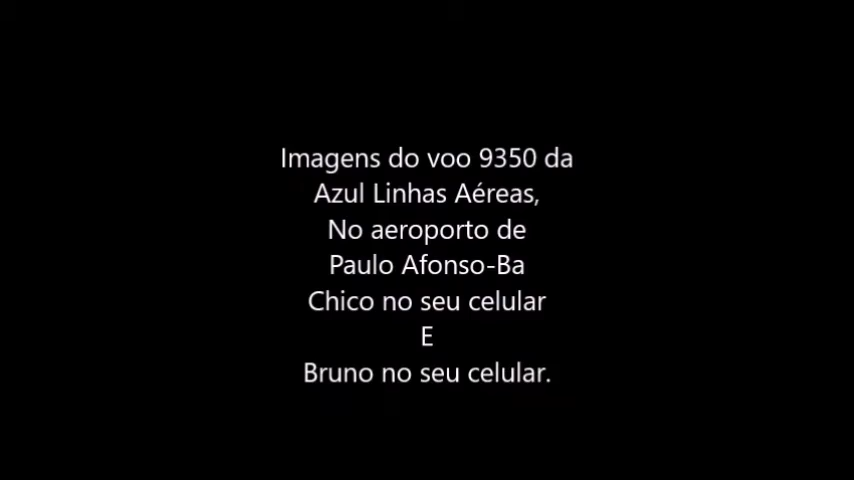 Imagens do voo 9350 da
Azul Linhas Aéreas,
No aeroporto de
Paulo Afonso-Ba
Chico no seu celular
E
Bruno no seu celular.